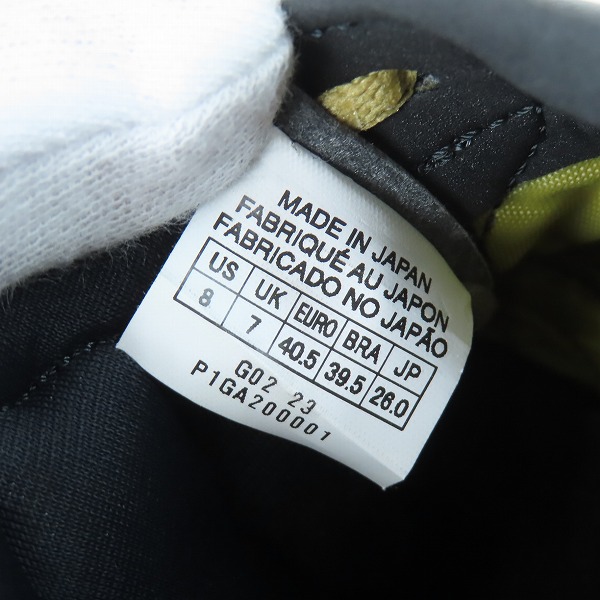 MADE IN JAPAN
FABRIQUÉ AU JAPON
FABRICADO NO JAPÃO
US UK EURO BRA JP
8 7 40.5 39.5 26.0
G02 23
P1GA200001